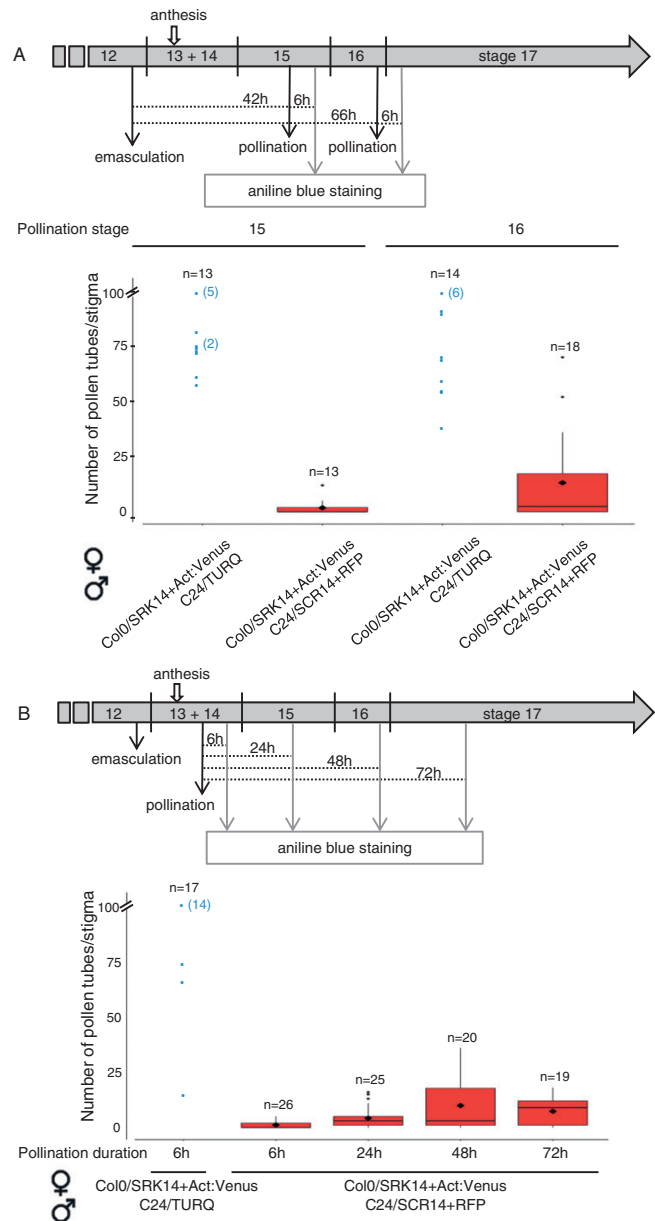 A
anthesis
12
13 + 14
15
16
stage 17
42h
6h
66h
6h
emasculation
pollination
pollination
aniline blue staining
Pollination stage
15
16
Number of pollen tubes/stigma
100
75
50
25
0
n=13
(5)
(2)
n=13
n=14
(6)
n=18
♀
♂
Col0/SRK14+Act:Venus
C24/TURQ
Col0/SRK14+Act:Venus
C24/SCR14+RFP
Col0/SRK14+Act:Venus
C24/TURQ
Col0/SRK14+Act:Venus
C24/SCR14+RFP
B
anthesis
12
13 + 14
15
16
stage 17
6h
24h
48h
72h
emasculation
pollination
aniline blue staining
Number of pollen tubes/stigma
100
75
50
25
0
n=17
(14)
n=26
n=25
n=20
n=19
Pollination duration
6h
6h
24h
48h
72h
♀
♂
Col0/SRK14+Act:Venus
C24/TURQ
Col0/SRK14+Act:Venus
C24/SCR14+RFP